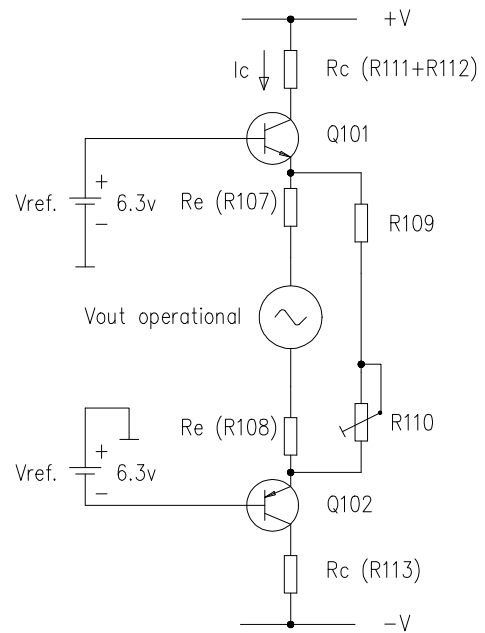 +V
Ic
Rc (R111+R112)
Q101
+
Vref.
6.3v
−
Re (R107)
R109
Vout operational
Re (R108)
R110
+
Vref.
6.3v
−
Q102
Rc (R113)
−V